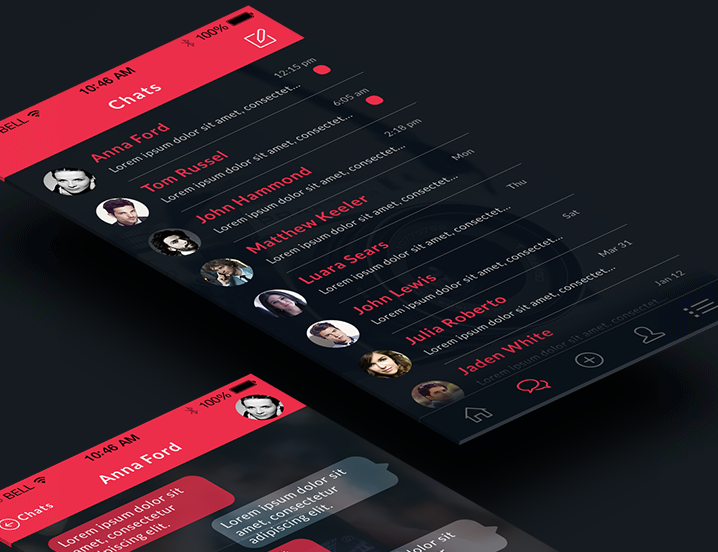 BELL 10:46 AM 100%
Chats
Anna Ford 12:15 pm
Lorem ipsum dolor sit amet, consectet...
Tom Russel 6:05 am
Lorem ipsum dolor sit amet, consectet...
John Hammond 2:18 pm
Lorem ipsum dolor sit amet, consectet...
Matthew Keeler Mon
Lorem ipsum dolor sit amet, consectet...
Luara Sears Thu
Lorem ipsum dolor sit amet, consectet...
John Lewis Sat
Lorem ipsum dolor sit amet, consectet...
Julia Roberto Mar 31
Lorem ipsum dolor sit amet, consectet...
Jaden White Jan 12
Lorem ipsum dolor sit amet, consectet...
BELL 10:46 AM 100%
Chats Anna Ford
Lorem ipsum dolor sit
amet, consectetur
adipiscing elit.
Lorem ipsum dolor sit
amet, consectetur
adipiscing elit.
Lorem ipsum dolor sit